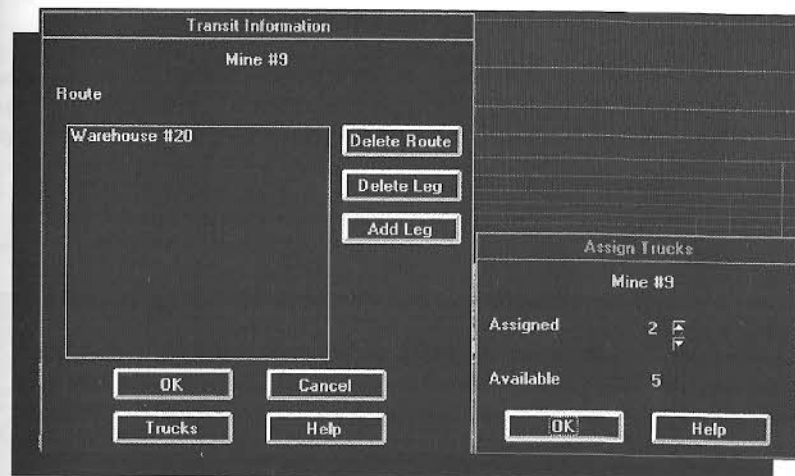 Transit Information
Mine #9
Route
Warehouse #20
Delete Route
Delete Leg
Add Leg
OK
Cancel
Trucks
Help
Assign Trucks
Mine #9
Assigned 2
Available 5
OK
Help